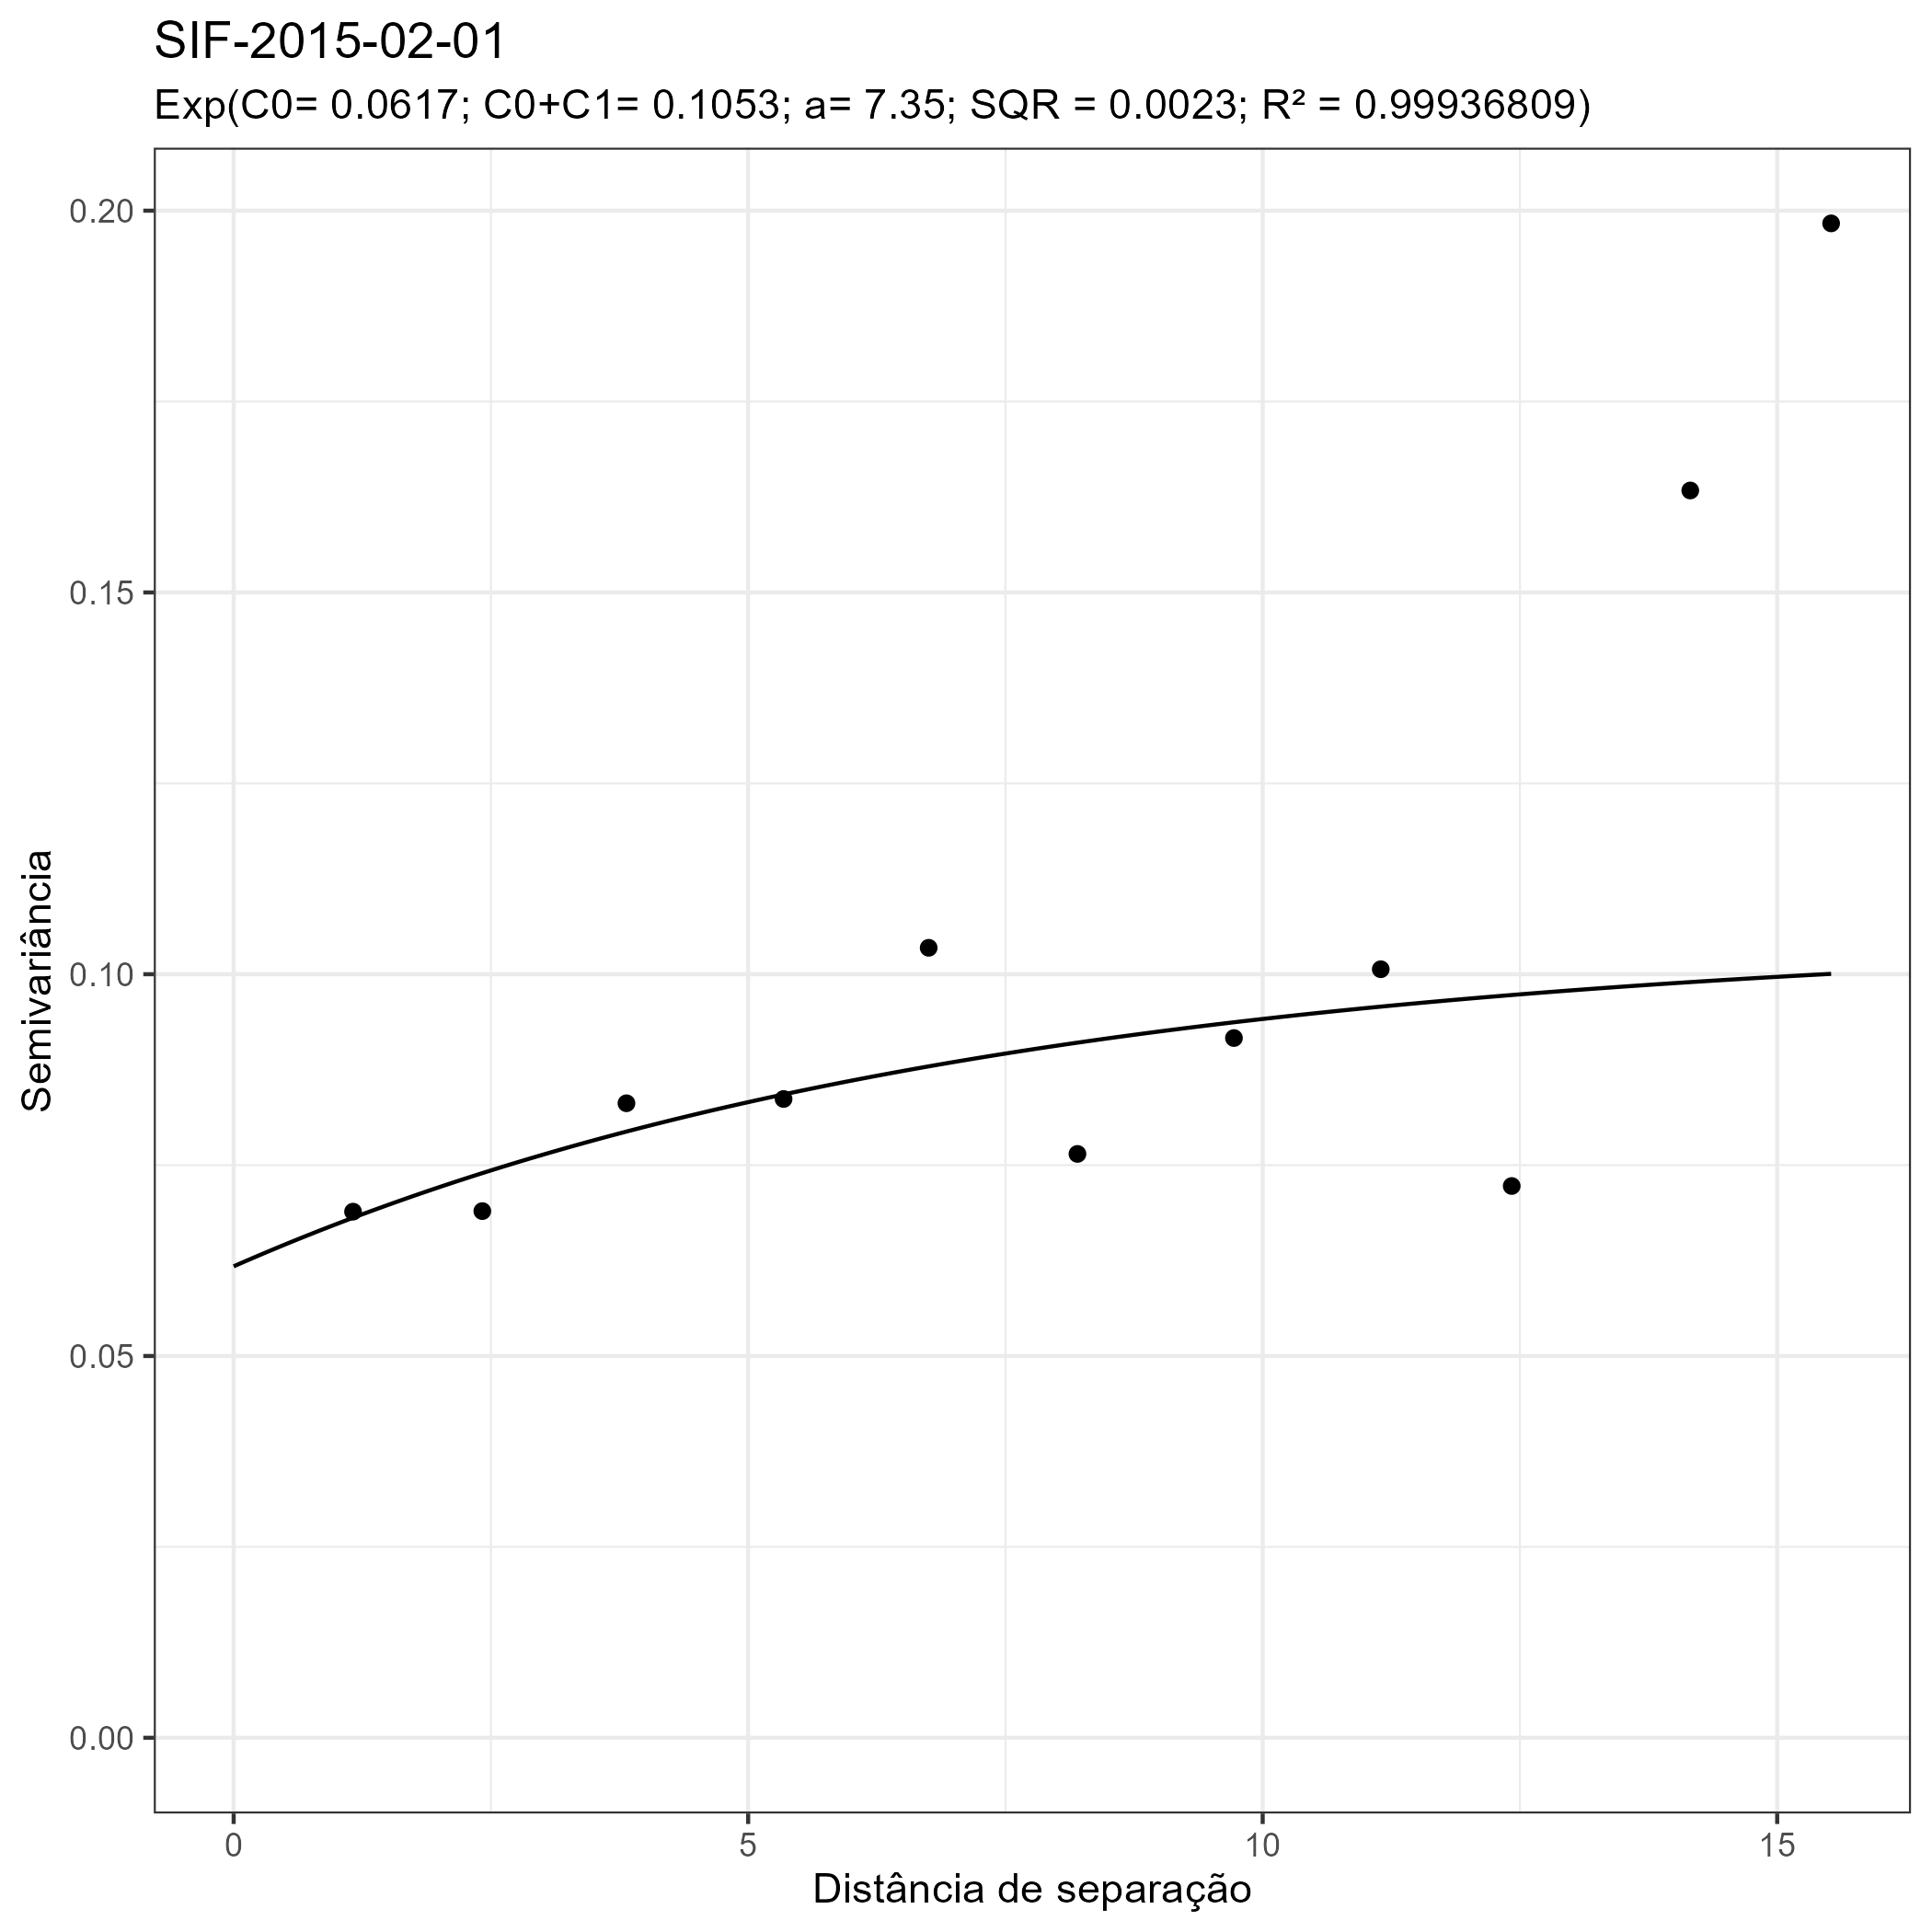 SIF-2015-02-01
Exp(C0= 0.0617; C0+C1= 0.1053; a= 7.35; SQR = 0.0023; R² = 0.99936809)
0.20
0.15
0.10
0.05
0.00
Semivariância
0 5 10 15
Distância de separação